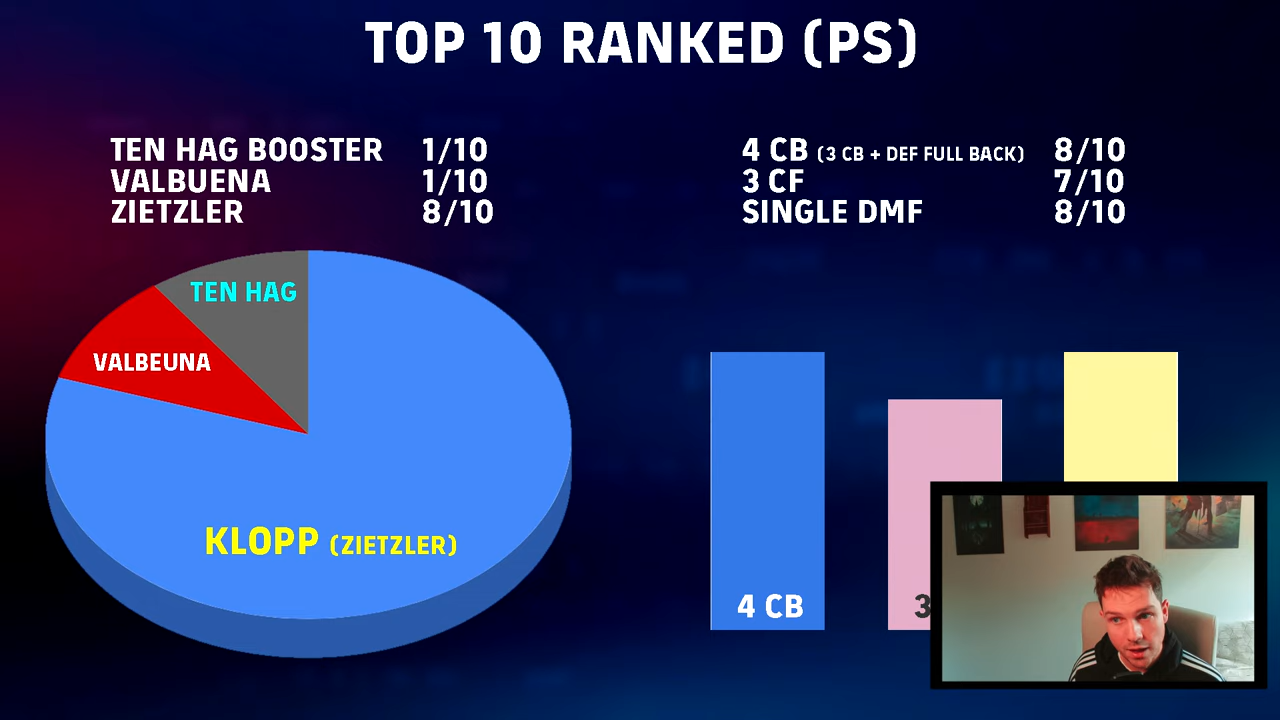 TOP 10 RANKED (PS)
TEN HAG BOOSTER 1/10
VALBUENA 1/10
ZIETZLER 8/10
4 CB (3 CB + DEF FULL BACK) 8/10
3 CF 7/10
SINGLE DMF 8/10
TEN HAG
VALBEUNA
KLOPP (ZIETZLER)
4 CB
3